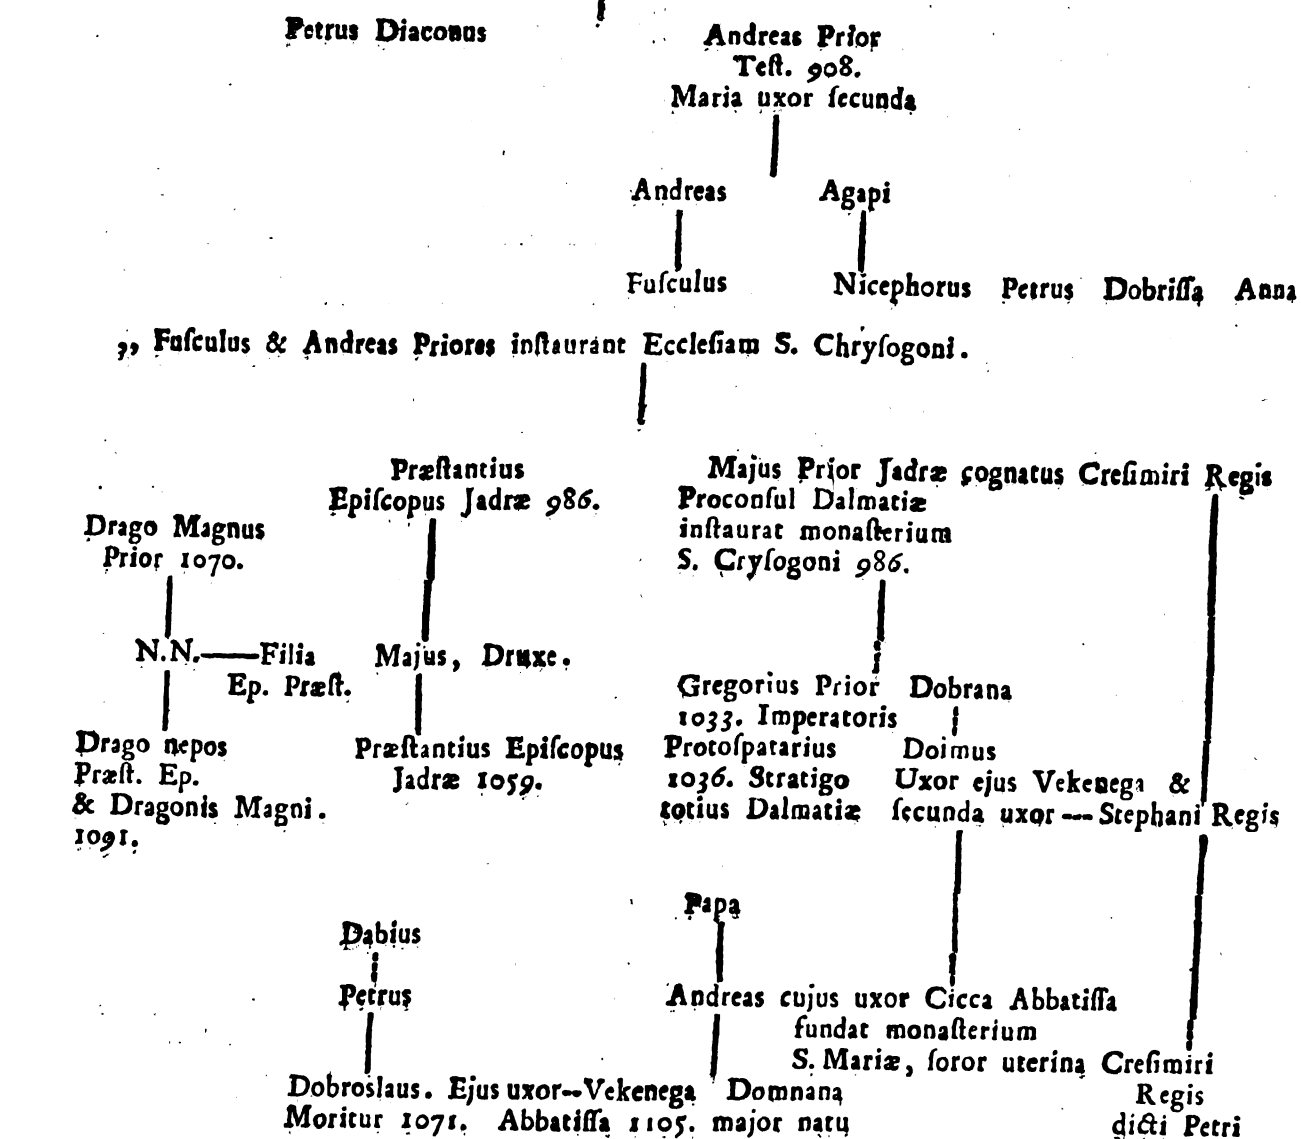 Petrus Diaconus
Andreas Prior
Teſt. 908.
Maria uxor ſecunda
Andreas Agapi
Fuſculus Nicephorus Petrus Dobriſſa Anna
„ Fuſculus & Andreas Priores inſtaurant Eccleſiam S. Chryſogoni.
Præſtantius
Epiſcopus Jadræ 986.
Majus Prior Jadræ cognatus Creſimiri Regis
Proconſul Dalmatiæ
inſtaurat monaſterium
S. Cryſogoni 986.
Drago Magnus
Prior 1070.
N.N.——Filia
Ep. Præſt.
Majus, Druxe.
Gregorius Prior Dobrana
1033. Imperatoris
Drago nepos
Præſt. Ep.
& Dragonis Magni.
1091.
Præſtantius Epiſcopus
Jadræ 1059.
Protoſpatarius
1036. Stratigo
totius Dalmatiæ
Doimus
Uxor ejus Vekenega &
ſecunda uxor — Stephani Regis
Dabius
Petrus
Papa
Andreas cujus uxor Cicca Abbatiſſa
fundat monaſterium
S. Mariæ, ſoror uterina Creſimiri
Regis
dicti Petri
Dobroslaus. Ejus uxor--Vekenega Domnana
Moritur 1071. Abbatiſſa 1105. major natu